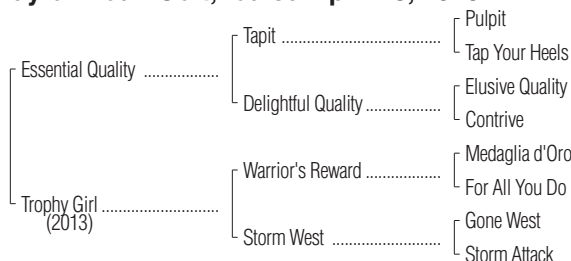 Pulpit
Tapit ..........................................
Tap Your Heels
Essential Quality ...................
Elusive Quality
Delightful Quality ...................
Contrive
Medaglia d'Oro
Warrior's Reward ...................
For All You Do
Trophy Girl ..............................
(2013)
Gone West
Storm West ............................
Storm Attack